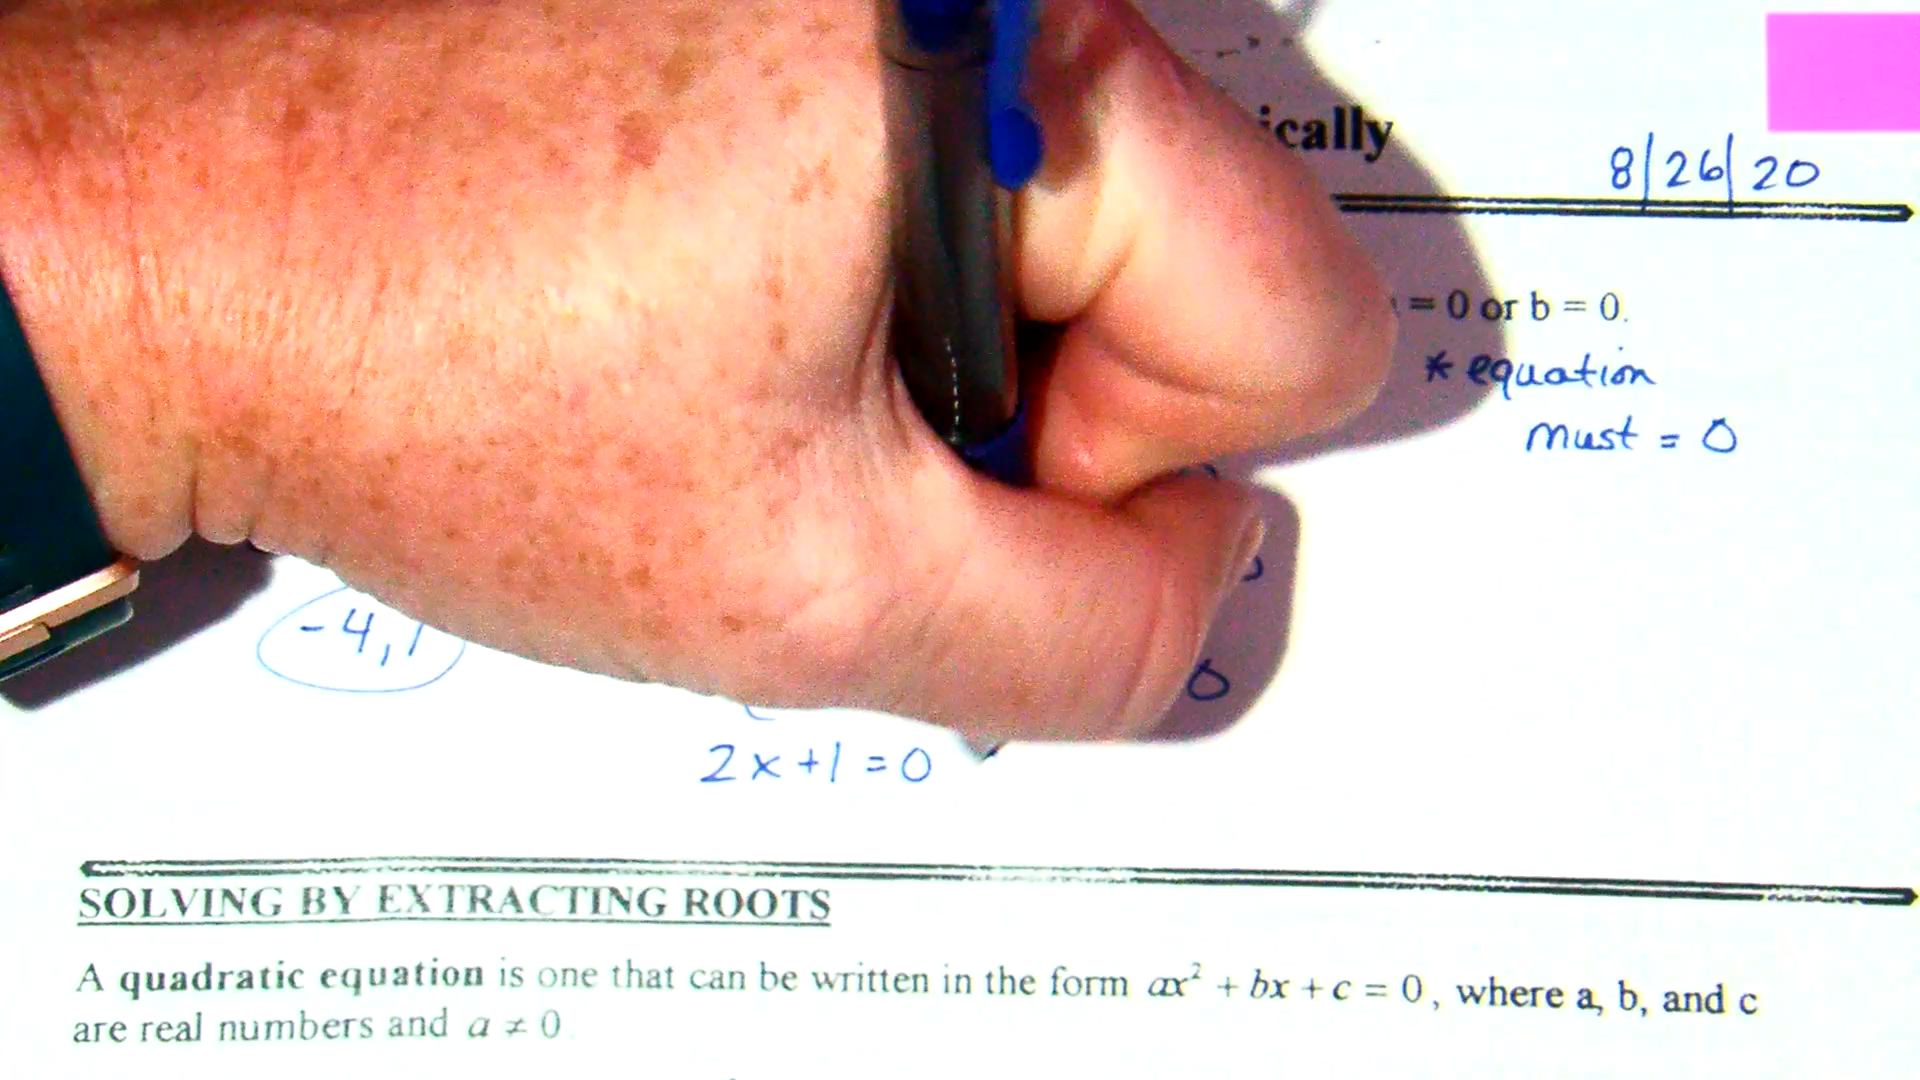 ically
8/26/20
= 0 or b = 0.
* equation
must = 0
-4, 1
0
2x+1 = 0
SOLVING BY EXTRACTING ROOTS
A quadratic equation is one that can be written in the form ax² + bx + c = 0, where a, b, and c
are real numbers and a ≠ 0.